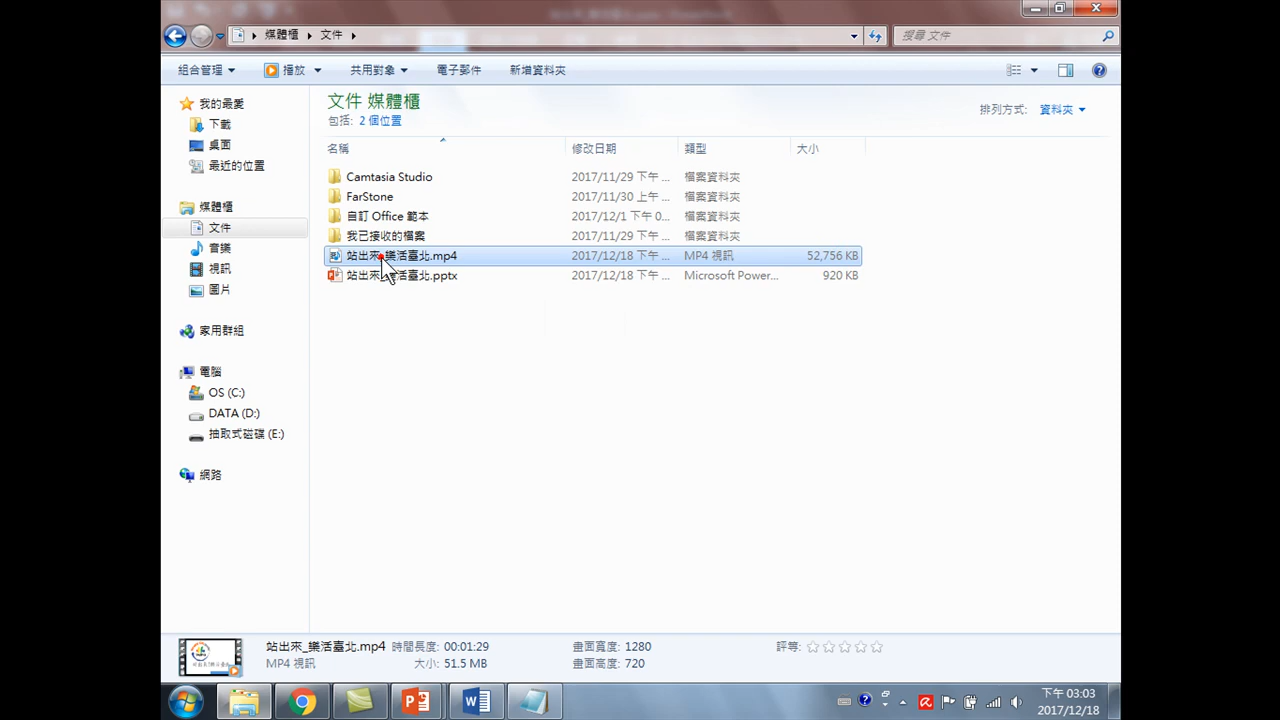 媒體櫃 文件
搜尋 文件
組合管理 播放 共用對象 電子郵件 新增資料夾
我的最愛
下載
桌面
最近的位置
媒體櫃
文件
音樂
視訊
圖片
家用群組
電腦
OS (C:)
DATA (D:)
抽取式磁碟 (E:)
網路
文件 媒體櫃
包括: 2 個位置
排列方式: 資料夾
名稱 修改日期 類型 大小
Camtasia Studio 2017/11/29 下午 ... 檔案資料夾
FarStone 2017/11/30 上午 ... 檔案資料夾
自訂 Office 範本 2017/12/1 下午 0... 檔案資料夾
我已接收的檔案 2017/11/29 下午 ... 檔案資料夾
站出來_樂活臺北.mp4 2017/12/18 下午 ... MP4 視訊 52,756 KB
站出來_樂活臺北.pptx 2017/12/18 下午 ... Microsoft Power... 920 KB
站出來_樂活臺北.mp4 時間長度: 00:01:29 畫面寬度: 1280 評等:
MP4 視訊 大小: 51.5 MB 畫面高度: 720
下午 03:03
2017/12/18